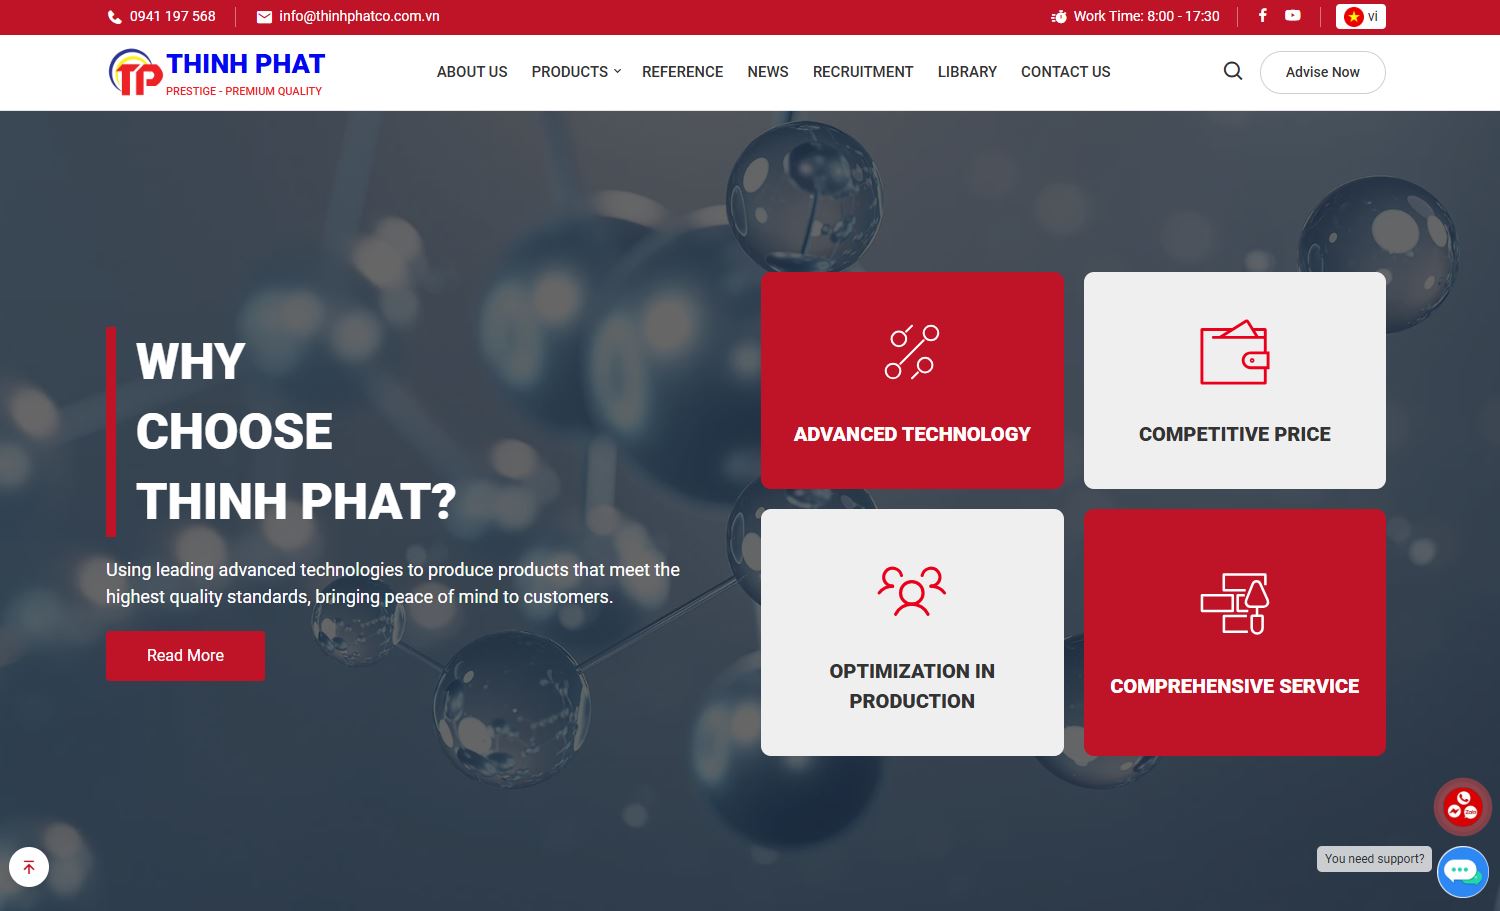 0941 197 568
info@thinhphatco.com.vn
Work Time: 8:00 - 17:30
vi
TP
THINH PHAT
PRESTIGE - PREMIUM QUALITY
ABOUT US
PRODUCTS
REFERENCE
NEWS
RECRUITMENT
LIBRARY
CONTACT US
Advise Now
WHY
CHOOSE
THINH PHAT?
Using leading advanced technologies to produce products that meet the
highest quality standards, bringing peace of mind to customers.
Read More
ADVANCED TECHNOLOGY
COMPETITIVE PRICE
OPTIMIZATION IN
PRODUCTION
COMPREHENSIVE SERVICE
Zalo
You need support?